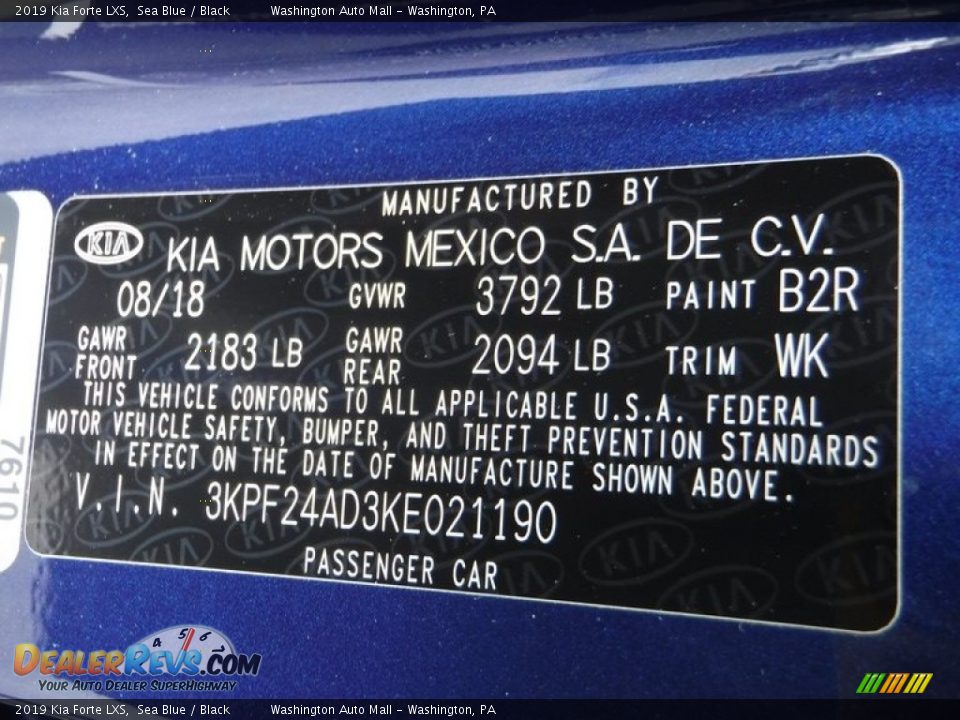 2019 Kia Forte LXS, Sea Blue / Black Washington Auto Mall - Washington, PA
MANUFACTURED BY
KIA KIA MOTORS MEXICO S.A. DE C.V.
08/18 GVWR 3792 LB PAINT B2R
GAWR FRONT 2183 LB GAWR REAR 2094 LB TRIM WK
THIS VEHICLE CONFORMS TO ALL APPLICABLE U.S.A. FEDERAL
MOTOR VEHICLE SAFETY, BUMPER, AND THEFT PREVENTION STANDARDS
IN EFFECT ON THE DATE OF MANUFACTURE SHOWN ABOVE.
V.I.N. 3KPF24AD3KE021190
PASSENGER CAR
7610
4 5 6
DEALERREVS.COM
YOUR AUTO DEALER SUPERHIGHWAY
2019 Kia Forte LXS, Sea Blue / Black Washington Auto Mall - Washington, PA